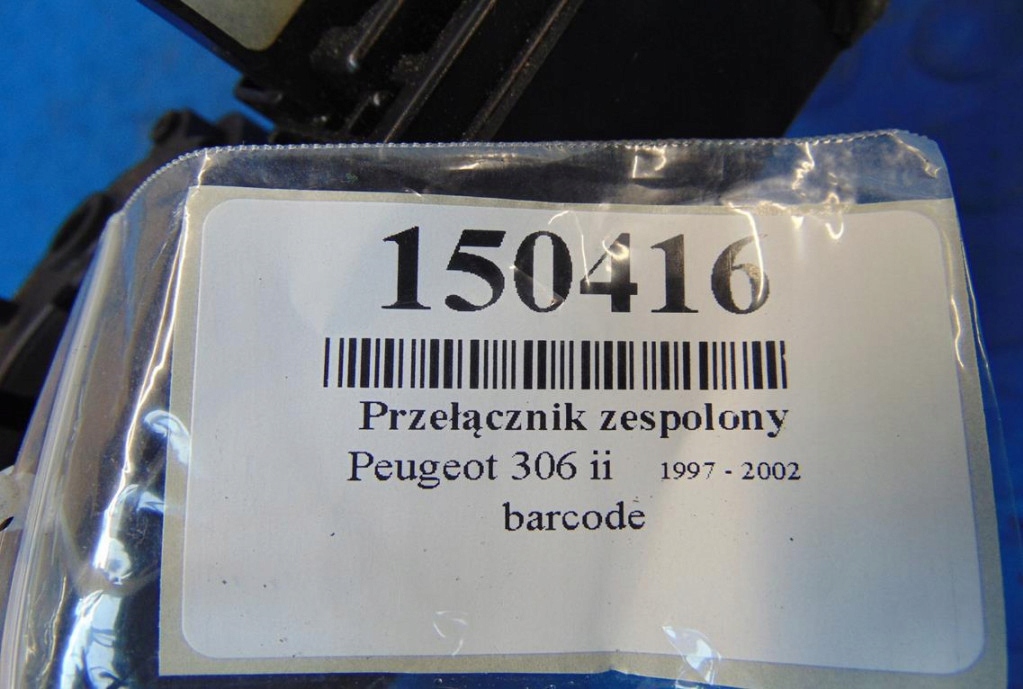 150416
Przełącznik zespolony
Peugeot 306 ii 1997 - 2002
barcode